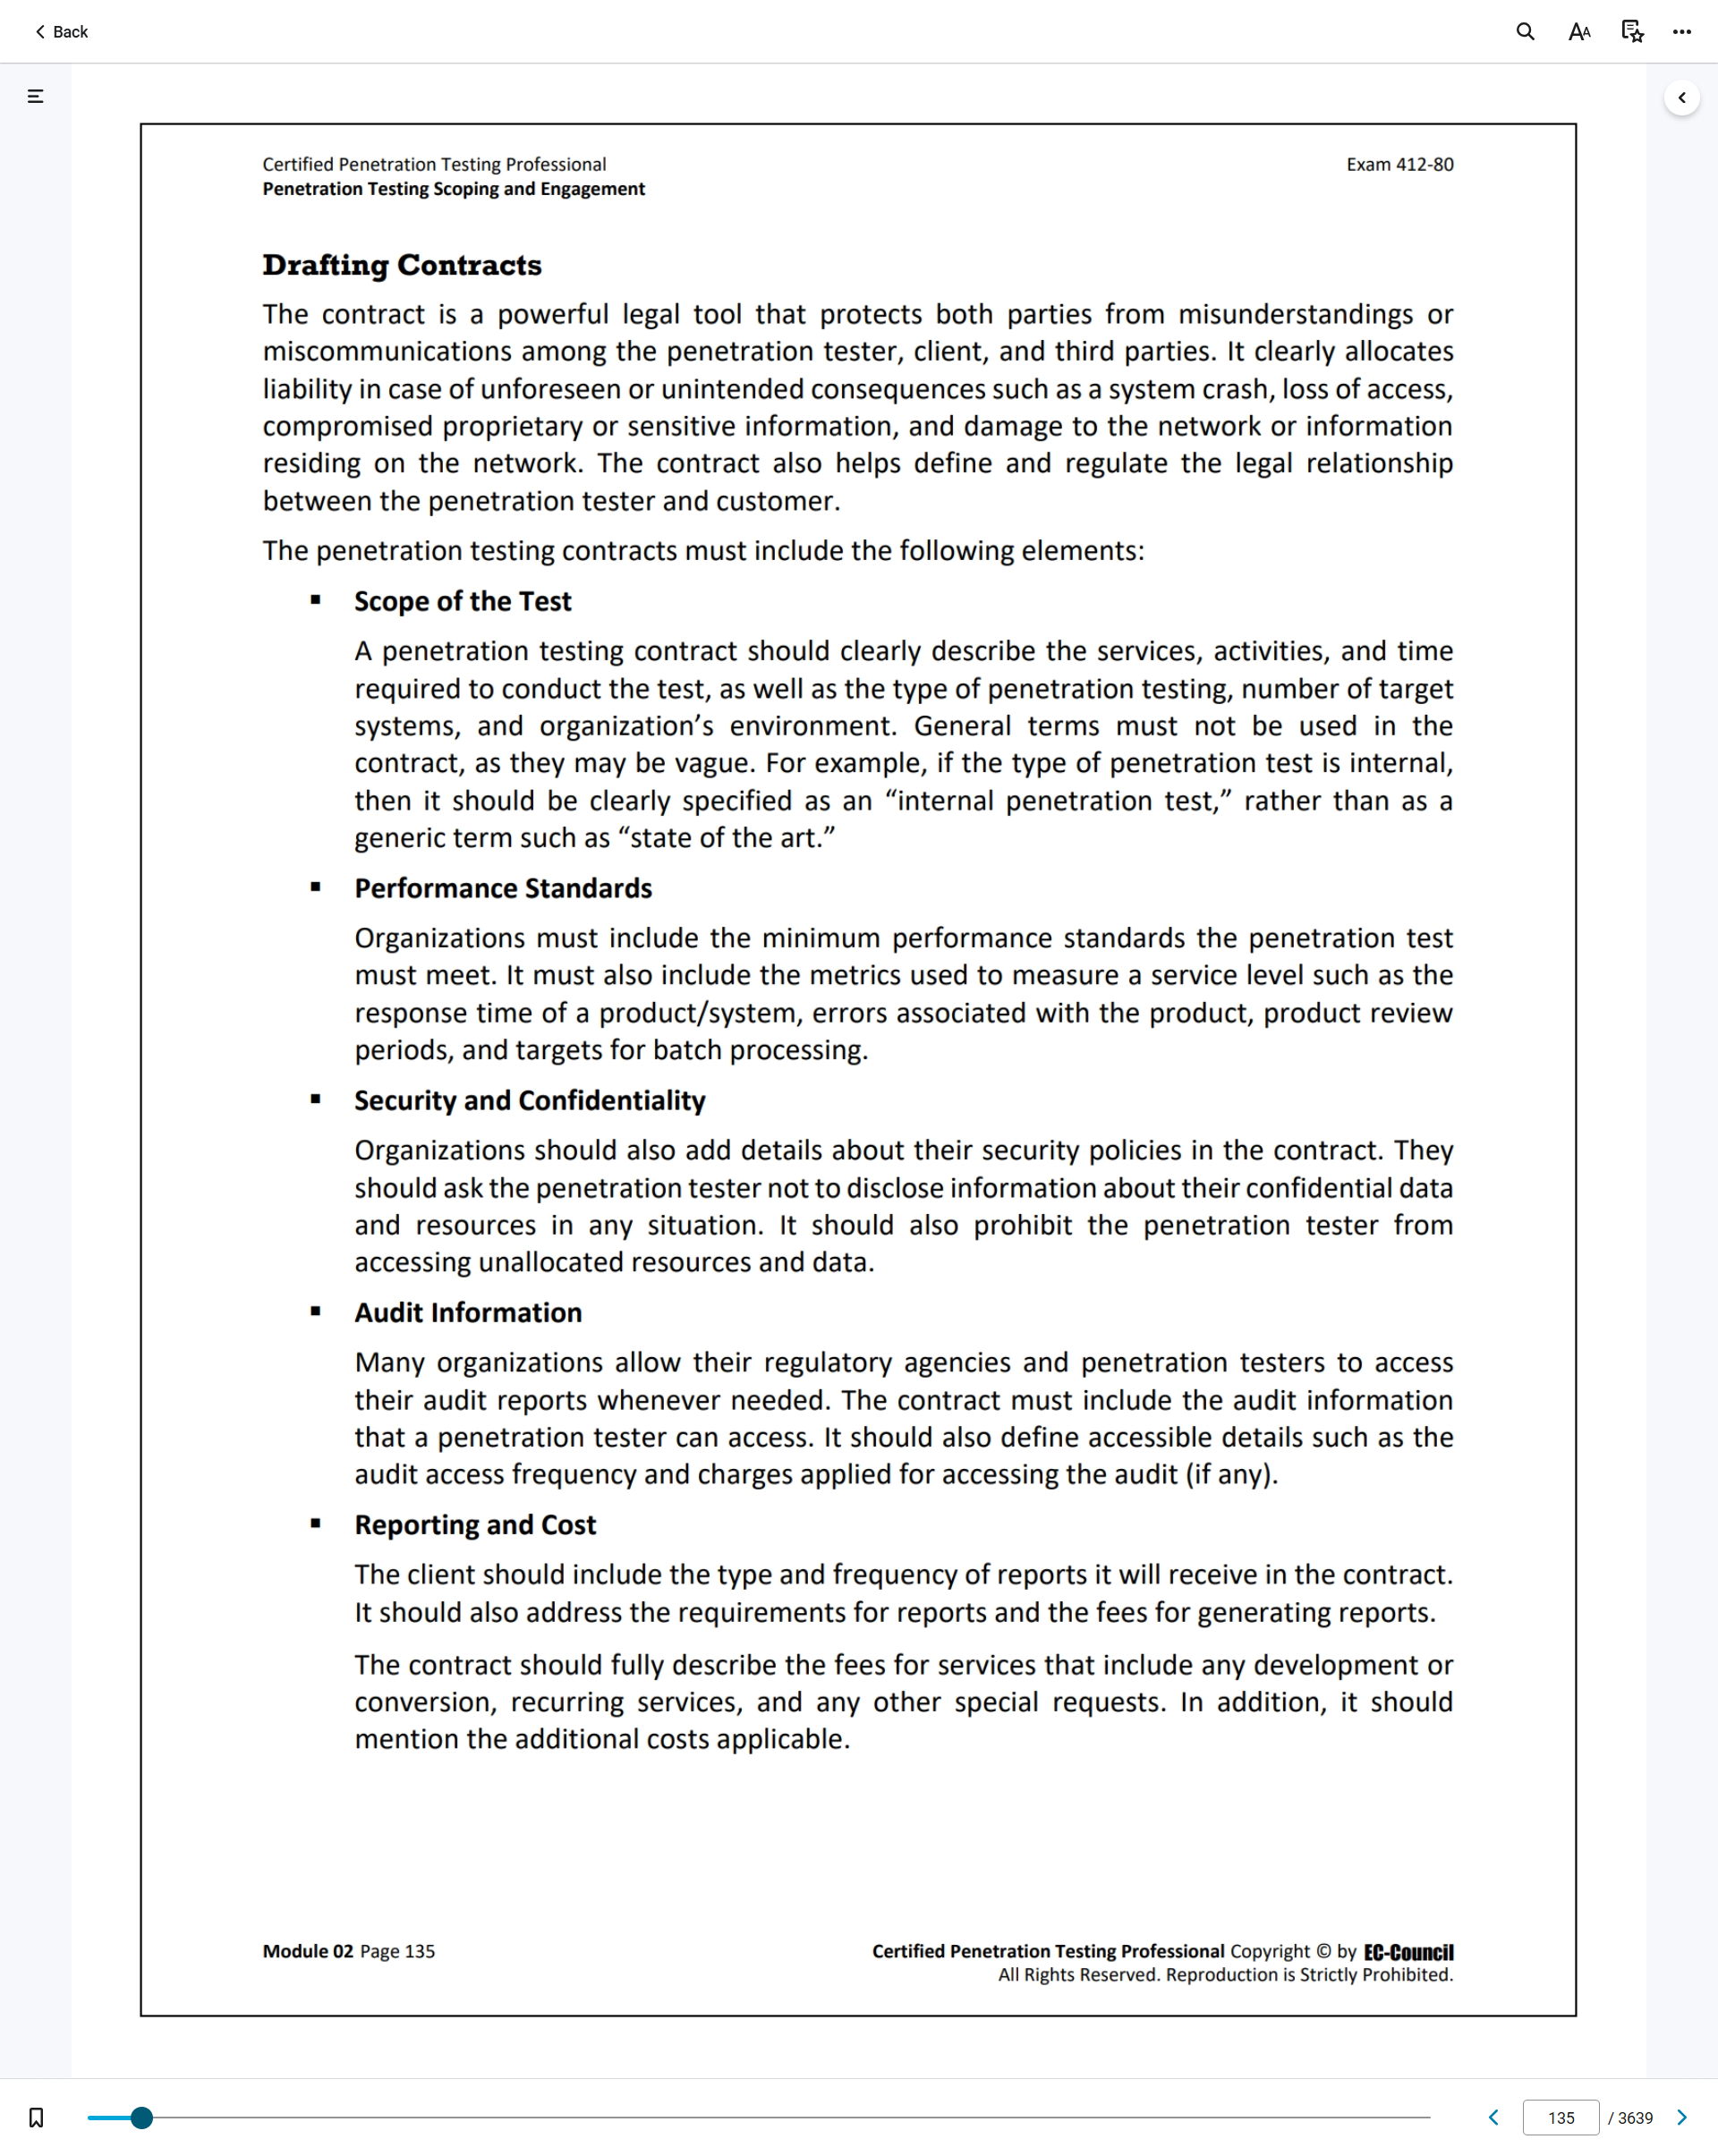 Back
Certified Penetration Testing Professional
Exam 412-80
Penetration Testing Scoping and Engagement
Drafting Contracts
The contract is a powerful legal tool that protects both parties from misunderstandings or
miscommunications among the penetration tester, client, and third parties. It clearly allocates
liability in case of unforeseen or unintended consequences such as a system crash, loss of access,
compromised proprietary or sensitive information, and damage to the network or information
residing on the network. The contract also helps define and regulate the legal relationship
between the penetration tester and customer.
The penetration testing contracts must include the following elements:
▪ Scope of the Test
A penetration testing contract should clearly describe the services, activities, and time
required to conduct the test, as well as the type of penetration testing, number of target
systems, and organization’s environment. General terms must not be used in the
contract, as they may be vague. For example, if the type of penetration test is internal,
then it should be clearly specified as an “internal penetration test,” rather than as a
generic term such as “state of the art.”
▪ Performance Standards
Organizations must include the minimum performance standards the penetration test
must meet. It must also include the metrics used to measure a service level such as the
response time of a product/system, errors associated with the product, product review
periods, and targets for batch processing.
▪ Security and Confidentiality
Organizations should also add details about their security policies in the contract. They
should ask the penetration tester not to disclose information about their confidential data
and resources in any situation. It should also prohibit the penetration tester from
accessing unallocated resources and data.
▪ Audit Information
Many organizations allow their regulatory agencies and penetration testers to access
their audit reports whenever needed. The contract must include the audit information
that a penetration tester can access. It should also define accessible details such as the
audit access frequency and charges applied for accessing the audit (if any).
▪ Reporting and Cost
The client should include the type and frequency of reports it will receive in the contract.
It should also address the requirements for reports and the fees for generating reports.
The contract should fully describe the fees for services that include any development or
conversion, recurring services, and any other special requests. In addition, it should
mention the additional costs applicable.
Module 02 Page 135
Certified Penetration Testing Professional Copyright © by EC-Council
All Rights Reserved. Reproduction is Strictly Prohibited.
135 / 3639